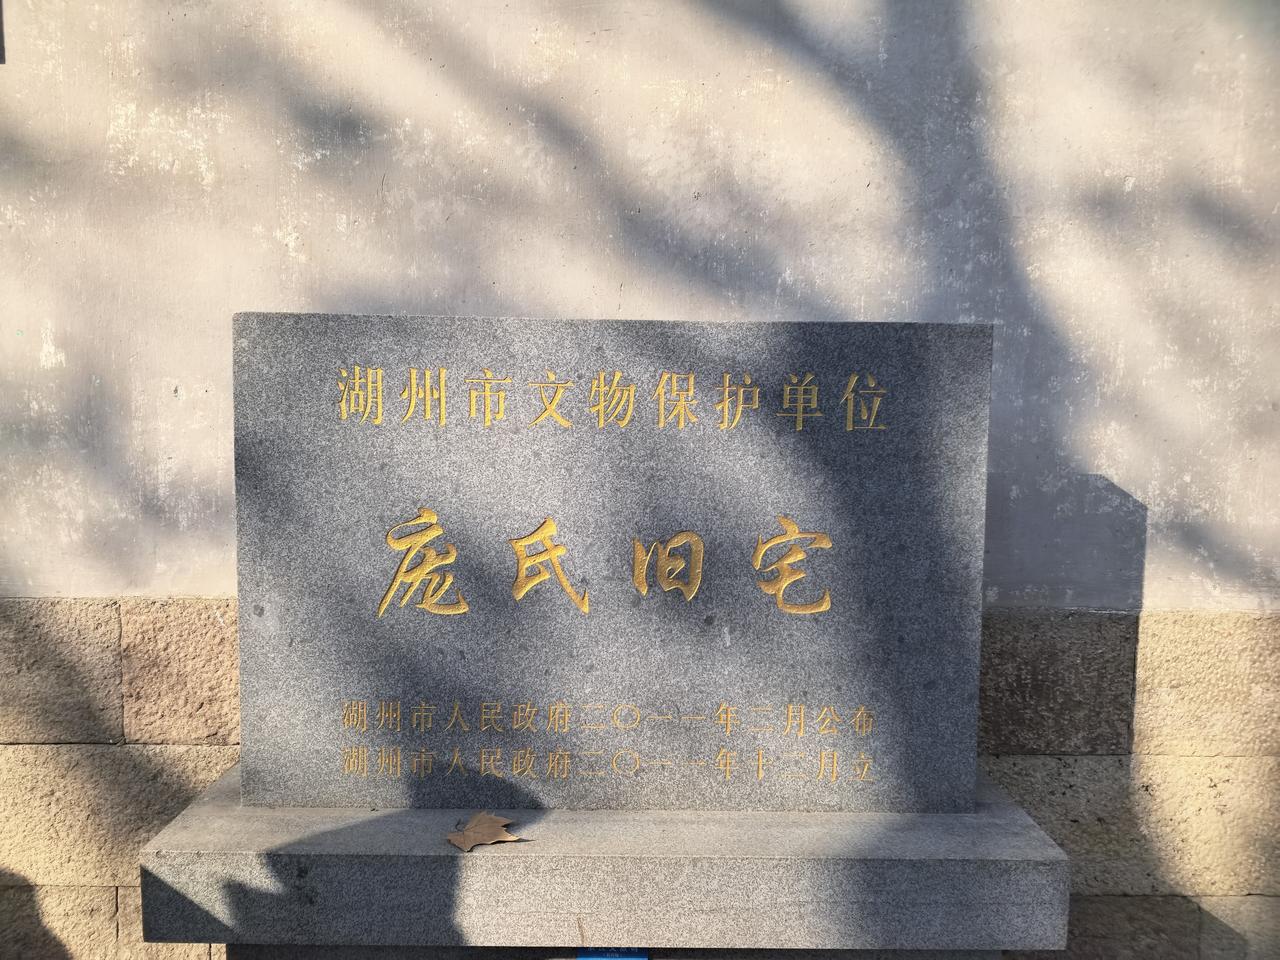 湖州市文物保护单位
庞氏旧宅
湖州市人民政府二〇一一年二月公布
湖州市人民政府二〇一一年十二月立